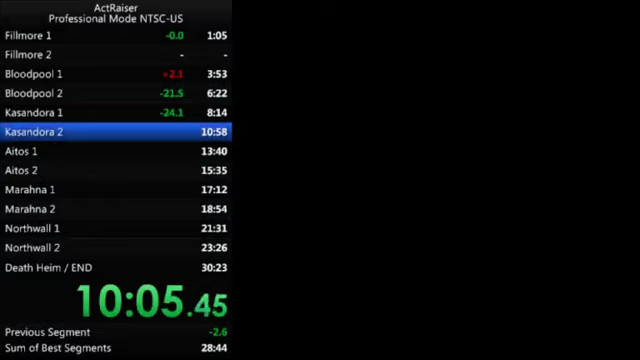 ActRaiser
Professional Mode NTSC-US
Fillmore 1 -0.0 1:05
Fillmore 2 - -
Bloodpool 1 +2.1 3:53
Bloodpool 2 -21.5 6:22
Kasandora 1 -24.1 8:14
Kasandora 2 10:58
Aitos 1 13:40
Aitos 2 15:35
Marahna 1 17:12
Marahna 2 18:54
Northwall 1 21:31
Northwall 2 23:26
Death Heim / END 30:23
10:05.45
Previous Segment -2.6
Sum of Best Segments 28:44